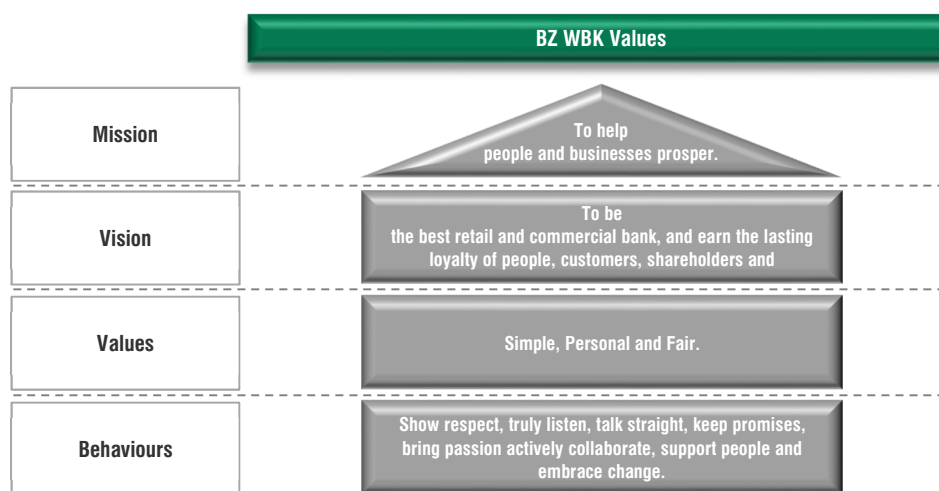 BZ WBK Values
Mission
To help
people and businesses prosper.
Vision
To be
the best retail and commercial bank, and earn the lasting
loyalty of people, customers, shareholders and
Values
Simple, Personal and Fair.
Behaviours
Show respect, truly listen, talk straight, keep promises,
bring passion actively collaborate, support people and
embrace change.